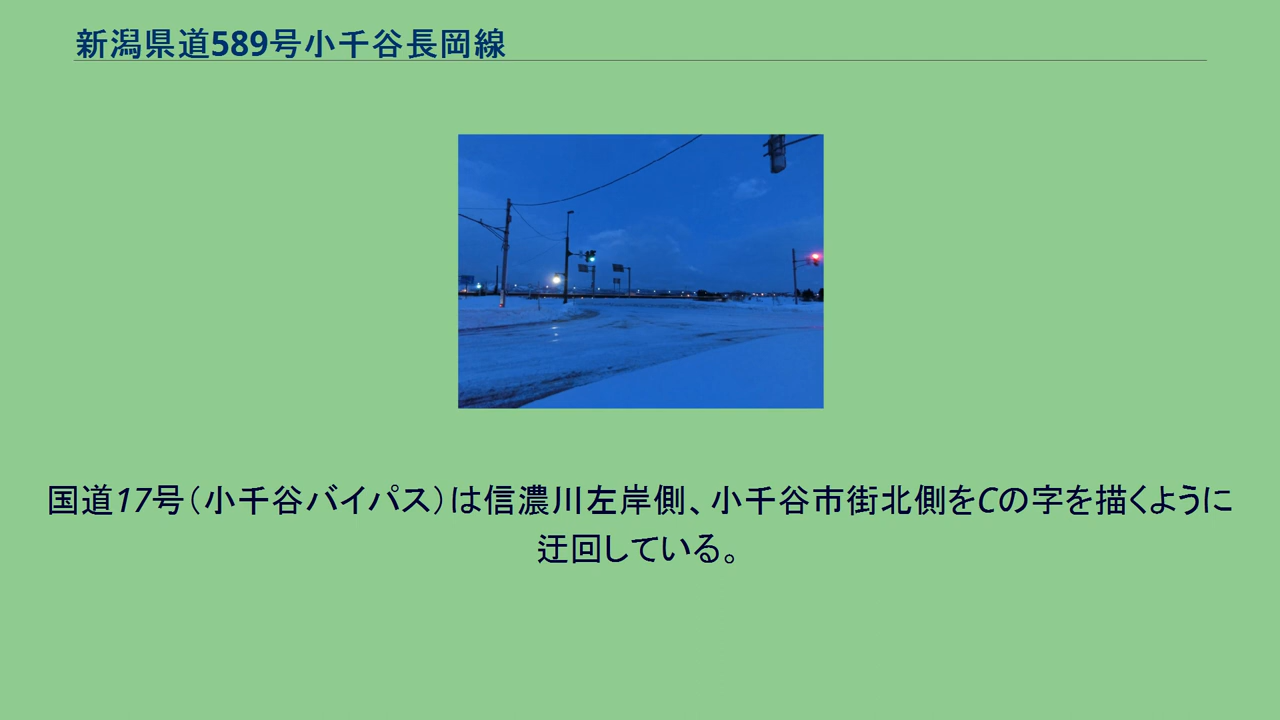 新潟県道589号小千谷長岡線
国道17号（小千谷バイパス）は信濃川左岸側、小千谷市街北側をCの字を描くように
迂回している。